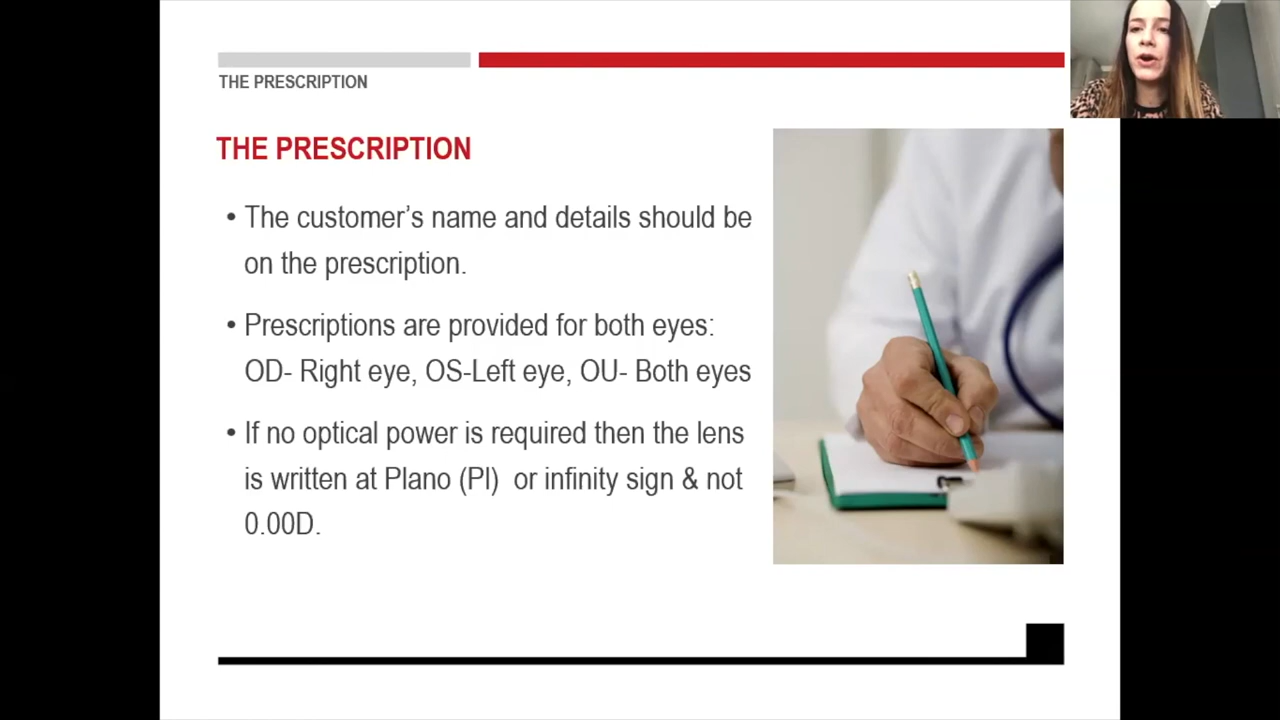 THE PRESCRIPTION
THE PRESCRIPTION
• The customer’s name and details should be
on the prescription.
• Prescriptions are provided for both eyes:
OD- Right eye, OS-Left eye, OU- Both eyes
• If no optical power is required then the lens
is written at Plano (Pl)  or infinity sign & not
0.00D.